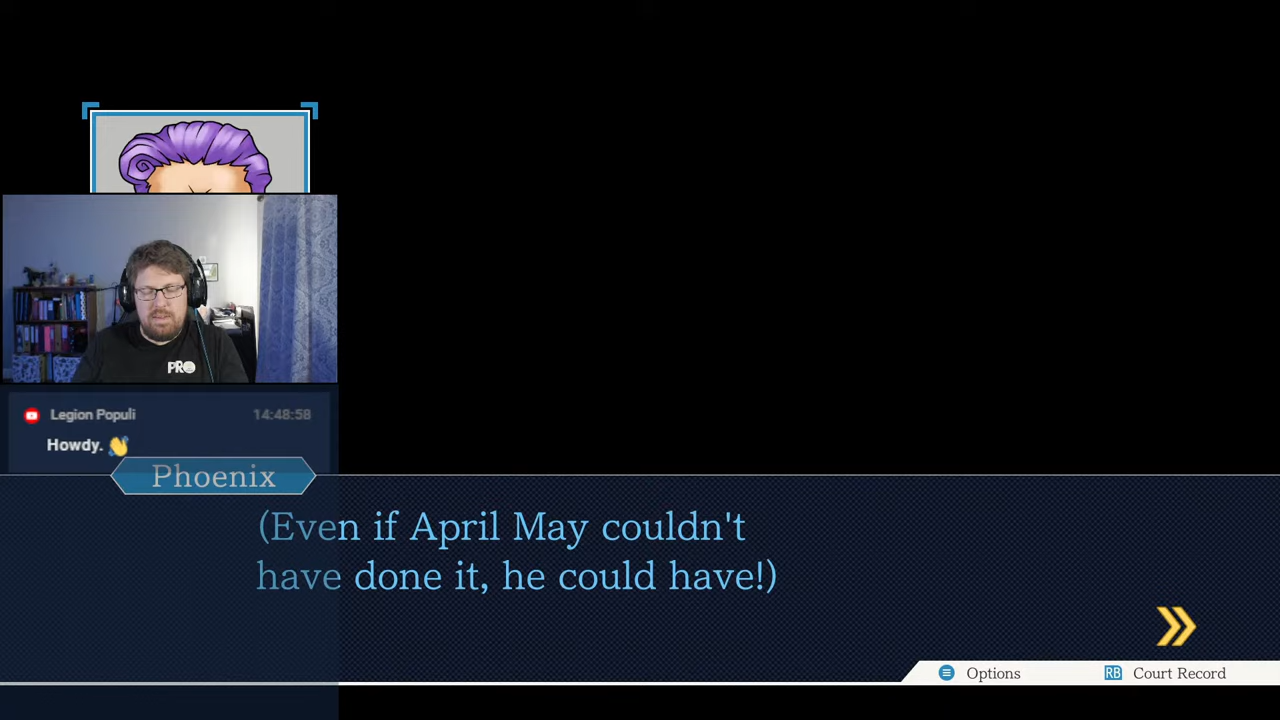 PRO
Legion Populi 14:48:58
Howdy. 👋
Phoenix
(Even if April May couldn't
have done it, he could have!)
Options RB Court Record